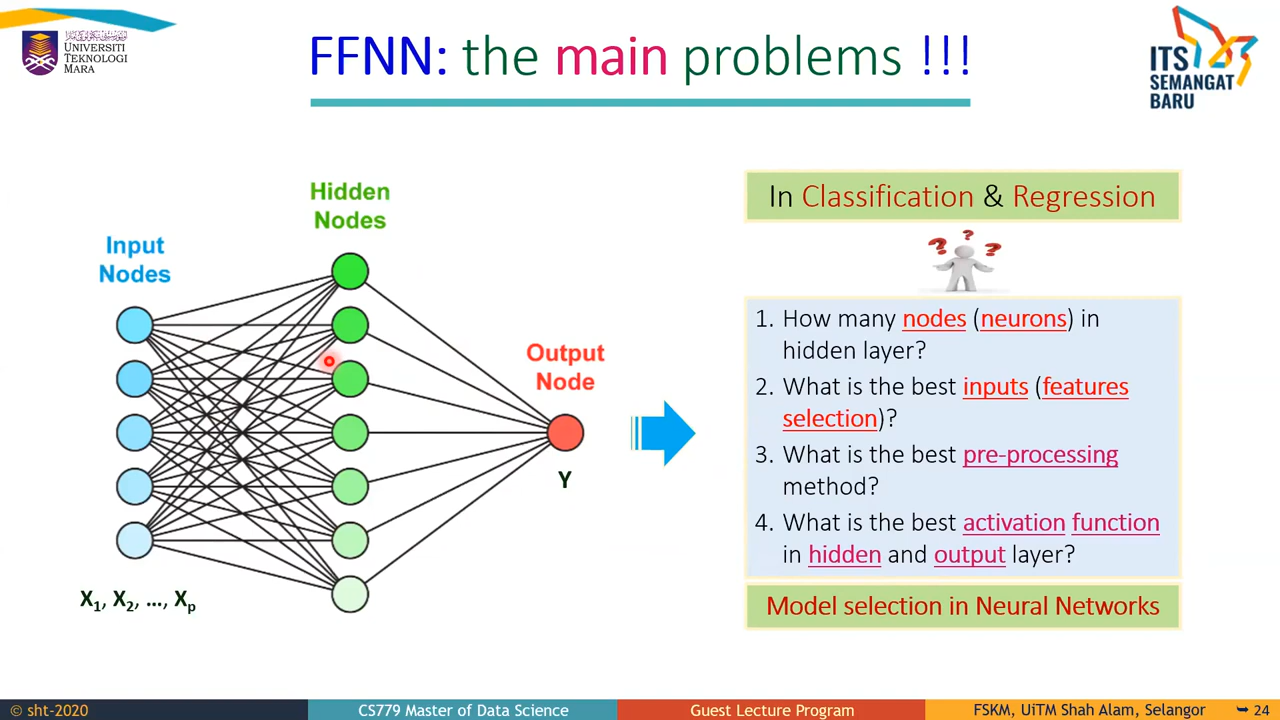 FFNN: the main problems !!!
UNIVERSITI
TEKNOLOGI
MARA
ITS
SEMANGAT
BARU
Input
Nodes
Hidden
Nodes
Output
Node
Y
X1, X2, ..., Xp
In Classification & Regression
? ? ?
1. How many nodes (neurons) in
hidden layer?
2. What is the best inputs (features
selection)?
3. What is the best pre-processing
method?
4. What is the best activation function
in hidden and output layer?
Model selection in Neural Networks
© sht-2020
CS779 Master of Data Science
Guest Lecture Program
FSKM, UiTM Shah Alam, Selangor
24